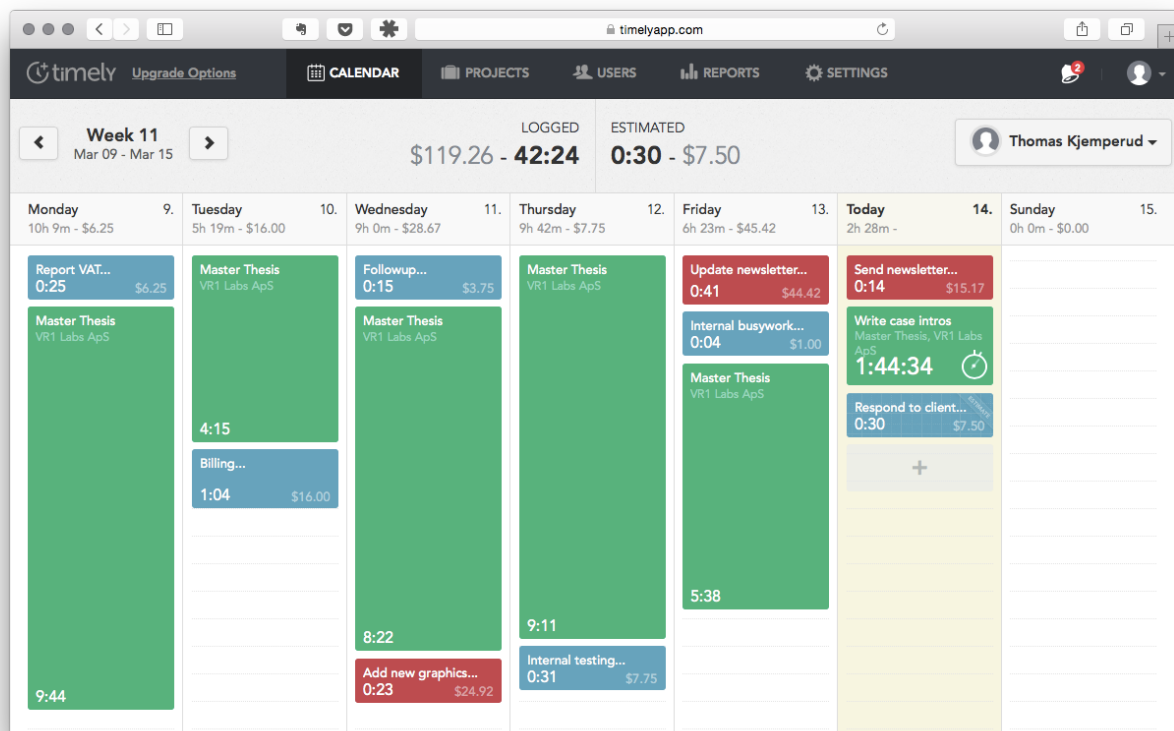 timelyapp.com
timely Upgrade Options CALENDAR PROJECTS USERS REPORTS SETTINGS 2
Week 11
Mar 09 - Mar 15
LOGGED
$119.26 - 42:24
ESTIMATED
0:30 - $7.50
Thomas Kjemperud
Monday 9.
10h 9m - $6.25
Report VAT...
0:25 $6.25
Master Thesis
VR1 Labs ApS
9:44
Tuesday 10.
5h 19m - $16.00
Master Thesis
VR1 Labs ApS
4:15
Billing...
1:04 $16.00
Wednesday 11.
9h 0m - $28.67
Followup...
0:15 $3.75
Master Thesis
VR1 Labs ApS
8:22
Add new graphics...
0:23 $24.92
Thursday 12.
9h 42m - $7.75
Master Thesis
VR1 Labs ApS
9:11
Internal testing...
0:31 $7.75
Friday 13.
6h 23m - $45.42
Update newsletter...
0:41 $44.42
Internal busywork...
0:04 $1.00
Master Thesis
VR1 Labs ApS
5:38
Today 14.
2h 28m -
Send newsletter...
0:14 $15.17
Write case intros
Master Thesis, VR1 Labs
ApS
1:44:34
Respond to client...
ESTIMATE
0:30 $7.50
+
Sunday 15.
0h 0m - $0.00